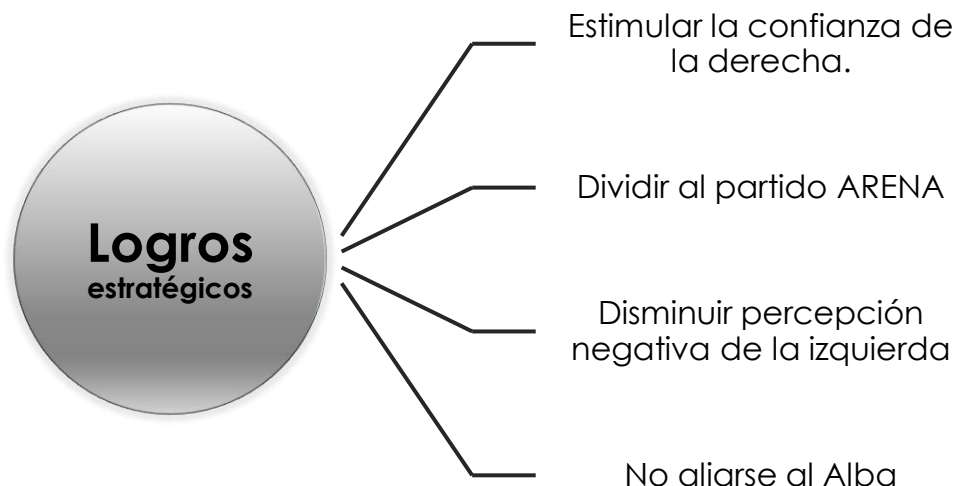 Logros
estratégicos
Estimular la confianza de
la derecha.
Dividir al partido ARENA
Disminuir percepción
negativa de la izquierda
No aliarse al Alba